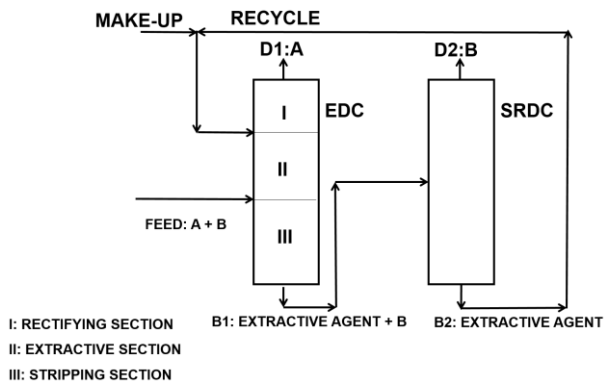 MAKE-UP
RECYCLE
D1:A
D2:B
I
EDC
SRDC
II
FEED: A + B
III
B1: EXTRACTIVE AGENT + B
B2: EXTRACTIVE AGENT
I: RECTIFYING SECTION
II: EXTRACTIVE SECTION
III: STRIPPING SECTION